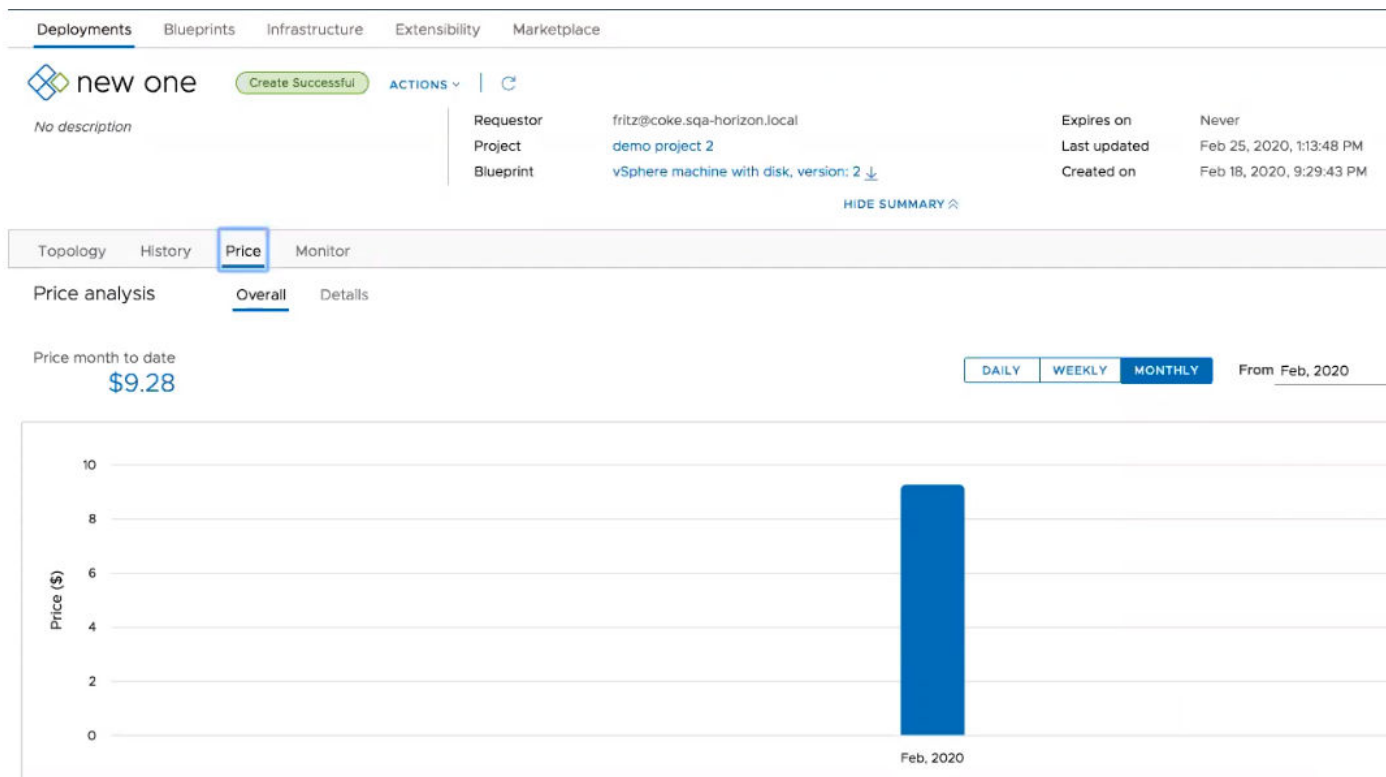 Deployments Blueprints Infrastructure Extensibility Marketplace
new one Create Successful ACTIONS
No description
Requestor fritz@coke.sqa-horizon.local
Project demo project 2
Blueprint vSphere machine with disk, version: 2
Expires on Never
Last updated Feb 25, 2020, 1:13:48 PM
Created on Feb 18, 2020, 9:29:43 PM
HIDE SUMMARY
Topology History Price Monitor
Price analysis Overall Details
Price month to date
$9.28
DAILY WEEKLY MONTHLY From Feb, 2020
Price ($)
10
8
6
4
2
0
Feb, 2020